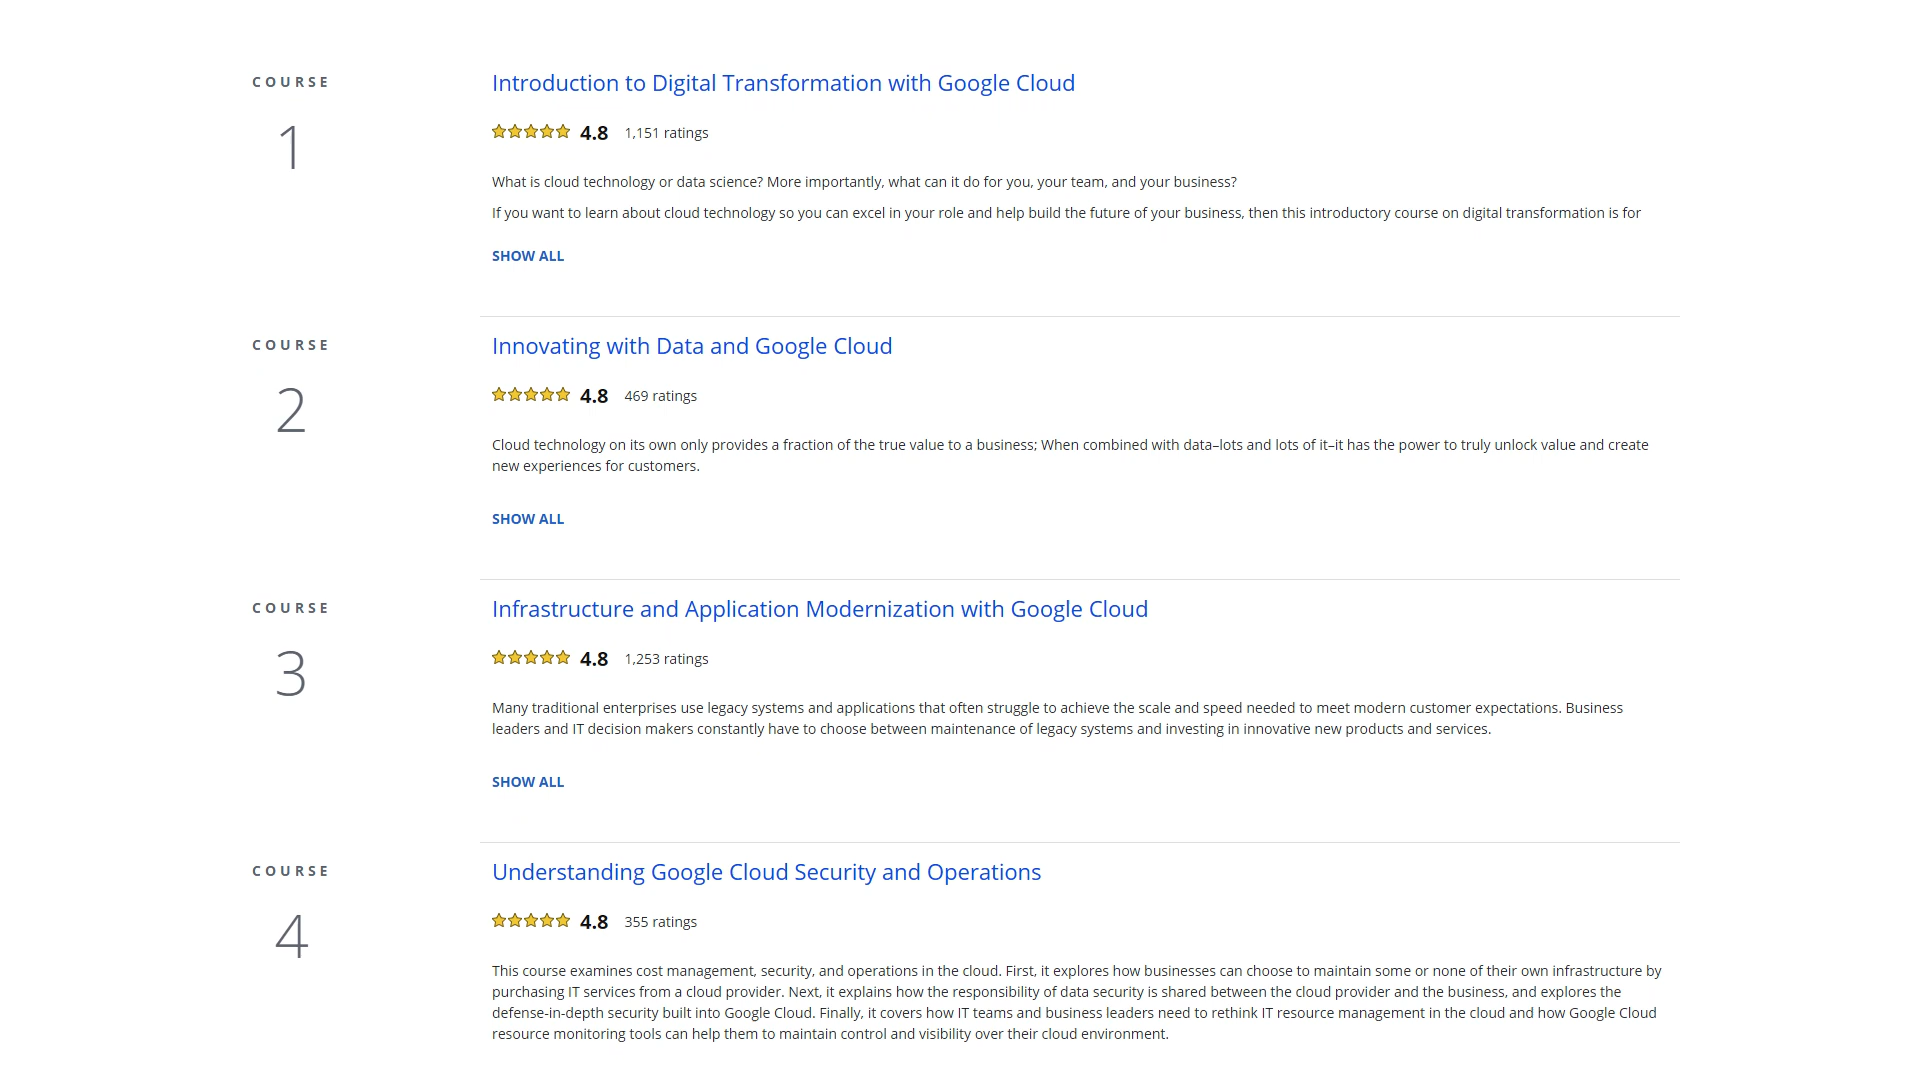 COURSE
1
Introduction to Digital Transformation with Google Cloud
4.8 1,151 ratings
What is cloud technology or data science? More importantly, what can it do for you, your team, and your business?
If you want to learn about cloud technology so you can excel in your role and help build the future of your business, then this introductory course on digital transformation is for
SHOW ALL
COURSE
2
Innovating with Data and Google Cloud
4.8 469 ratings
Cloud technology on its own only provides a fraction of the true value to a business; When combined with data–lots and lots of it–it has the power to truly unlock value and create
new experiences for customers.
SHOW ALL
COURSE
3
Infrastructure and Application Modernization with Google Cloud
4.8 1,253 ratings
Many traditional enterprises use legacy systems and applications that often struggle to achieve the scale and speed needed to meet modern customer expectations. Business
leaders and IT decision makers constantly have to choose between maintenance of legacy systems and investing in innovative new products and services.
SHOW ALL
COURSE
4
Understanding Google Cloud Security and Operations
4.8 355 ratings
This course examines cost management, security, and operations in the cloud. First, it explores how businesses can choose to maintain some or none of their own infrastructure by
purchasing IT services from a cloud provider. Next, it explains how the responsibility of data security is shared between the cloud provider and the business, and explores the
defense-in-depth security built into Google Cloud. Finally, it covers how IT teams and business leaders need to rethink IT resource management in the cloud and how Google Cloud
resource monitoring tools can help them to maintain control and visibility over their cloud environment.